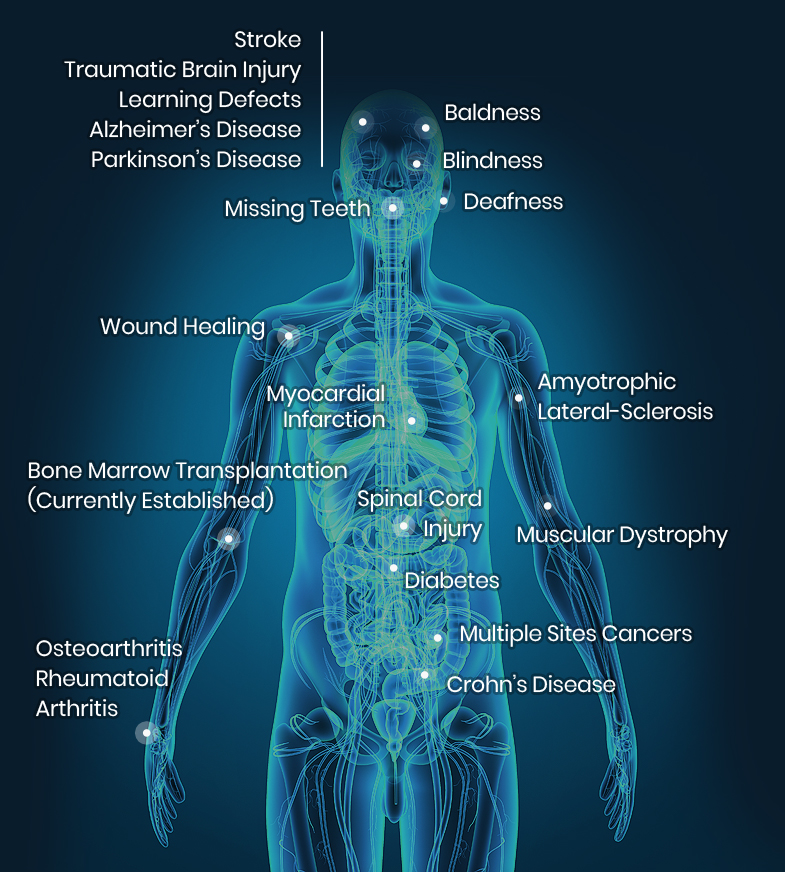 Stroke
Traumatic Brain Injury
Learning Defects
Alzheimer’s Disease
Parkinson’s Disease
Baldness
Blindness
Missing Teeth
Deafness
Wound Healing
Myocardial
Infarction
Amyotrophic
Lateral-Sclerosis
Bone Marrow Transplantation
(Currently Established)
Spinal Cord
Injury
Muscular Dystrophy
Diabetes
Multiple Sites Cancers
Osteoarthritis
Rheumatoid
Arthritis
Crohn’s Disease